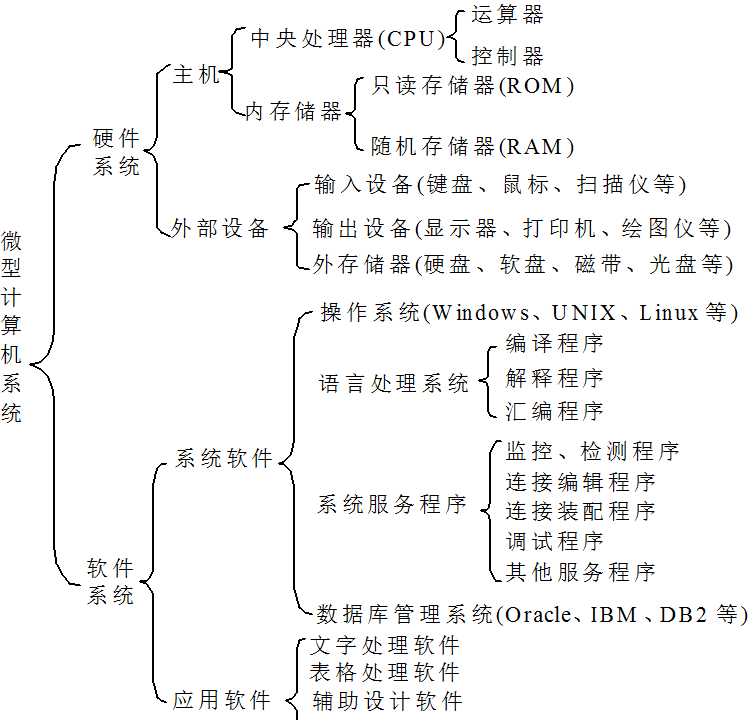 微型计算机系统
硬件系统
主机
中央处理器(CPU)
运算器
控制器
内存储器
只读存储器(ROM)
随机存储器(RAM)
外部设备
输入设备(键盘、鼠标、扫描仪等)
输出设备(显示器、打印机、绘图仪等)
外存储器(硬盘、软盘、磁带、光盘等)
软件系统
系统软件
操作系统(Windows、UNIX、Linux等)
语言处理系统
编译程序
解释程序
汇编程序
系统服务程序
监控、检测程序
连接编辑程序
连接装配程序
调试程序
其他服务程序
数据库管理系统(Oracle、IBM、DB2等)
应用软件
文字处理软件
表格处理软件
辅助设计软件